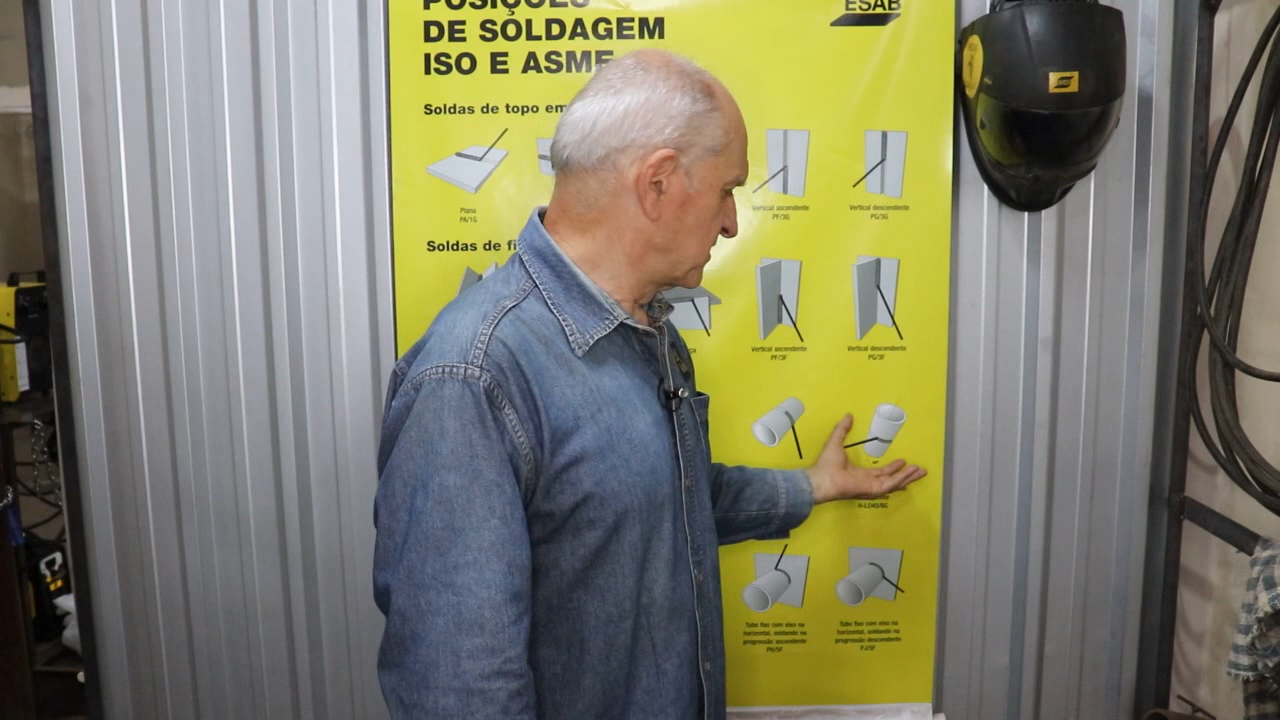 POSIÇÕES
DE SOLDAGEM
ISO E ASME
ESAB
Soldas de topo em
Plana
PA/1G
Vertical ascendente
PF/3G
Vertical descendente
PG/3G
Soldas de fi
Vertical ascendente
PF/3F
Vertical descendente
PG/3F
H-LO45/6G
Tubo fixo com eixo na
horizontal, soldando na
progressão ascendente
PH/5F
Tubo fixo com eixo na
horizontal, soldando na
progressão descendente
PJ/5F